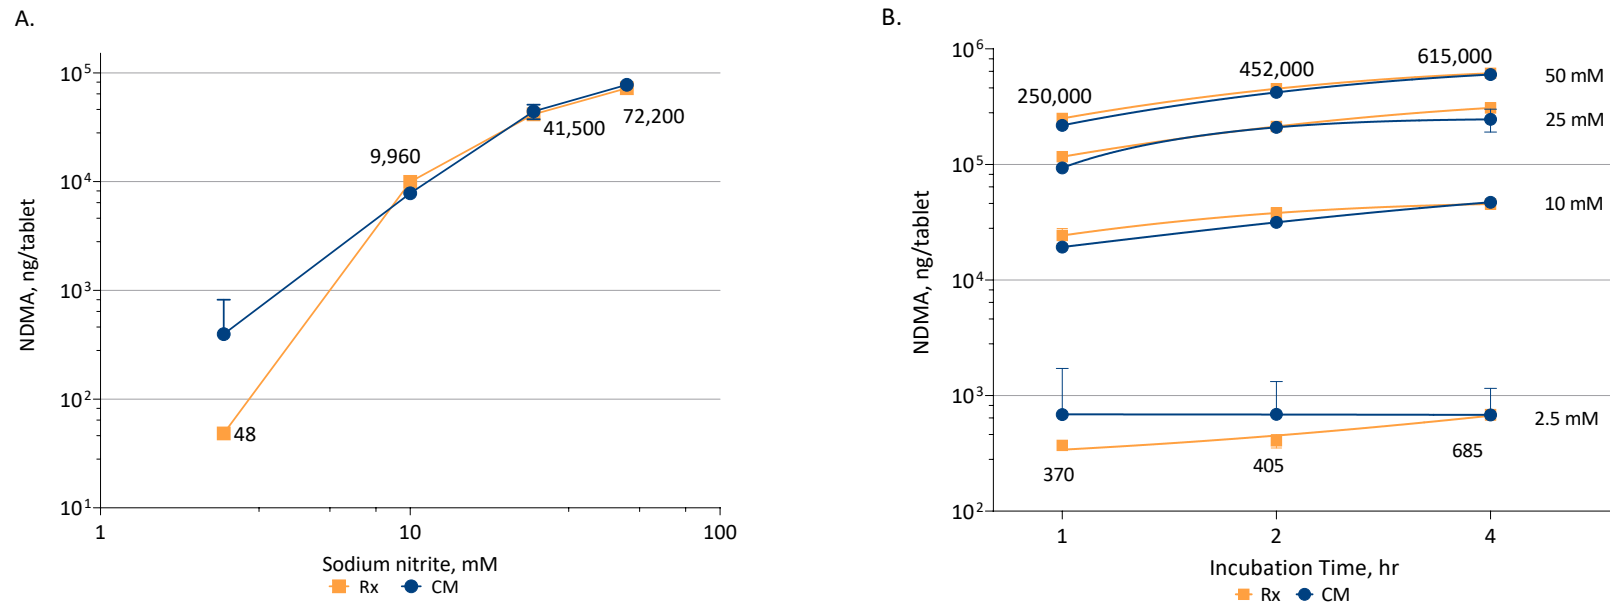 A.
NDMA, ng/tablet
10⁵
10⁴
10³
10²
10¹
9,960
41,500
72,200
48
1
10
100
Sodium nitrite, mM
Rx
CM
B.
NDMA, ng/tablet
10⁶
10⁵
10⁴
10³
10²
250,000
452,000
615,000
50 mM
25 mM
10 mM
2.5 mM
370
405
685
1
2
4
Incubation Time, hr
Rx
CM